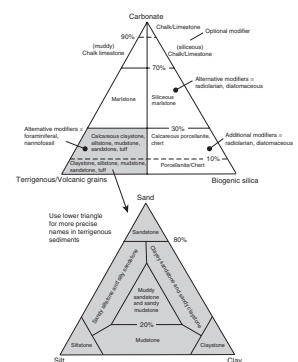 Carbonate
Chalk/Limestone
90%
(muddy)
Chalk limestone
(siliceous)
Chalk/Limestone
Optional modifier
70%
Marlstone
Siliceous
marlstone
Alternative modifiers =
radiolarian, diatomaceous
30%
Alternative modifiers =
foraminiferal,
nannofossil
Calcareous claystone,
siltstone, mudstone,
sandstone, tuff
Calcareous porcellanite,
chert
Additional modifiers =
radiolarian, diatomaceous
10%
Claystone, siltstone, mudstone,
sandstone, tuff
Porcellanite/Chert
Terrigenous/Volcanic grains
Biogenic silica
Use lower triangle
for more precise
names in terrigenous
sediments
Sand
Sandstone
80%
Sandy siltstone and silty sandstone
Clayey sandstone and sandy claystone
Muddy
sandstone
and sandy
mudstone
20%
Siltstone
Mudstone
Claystone
Silt
Clay